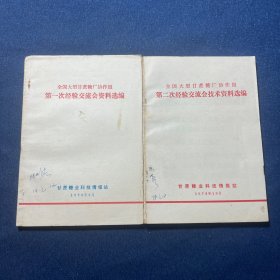 全国大型甘蔗糖厂协作组
第一次经验交流会资料选编
甘蔗糖业科技情报站
全国大型甘蔗糖厂协作组
第二次经验交流会技术资料选编
甘蔗糖业科技情报站